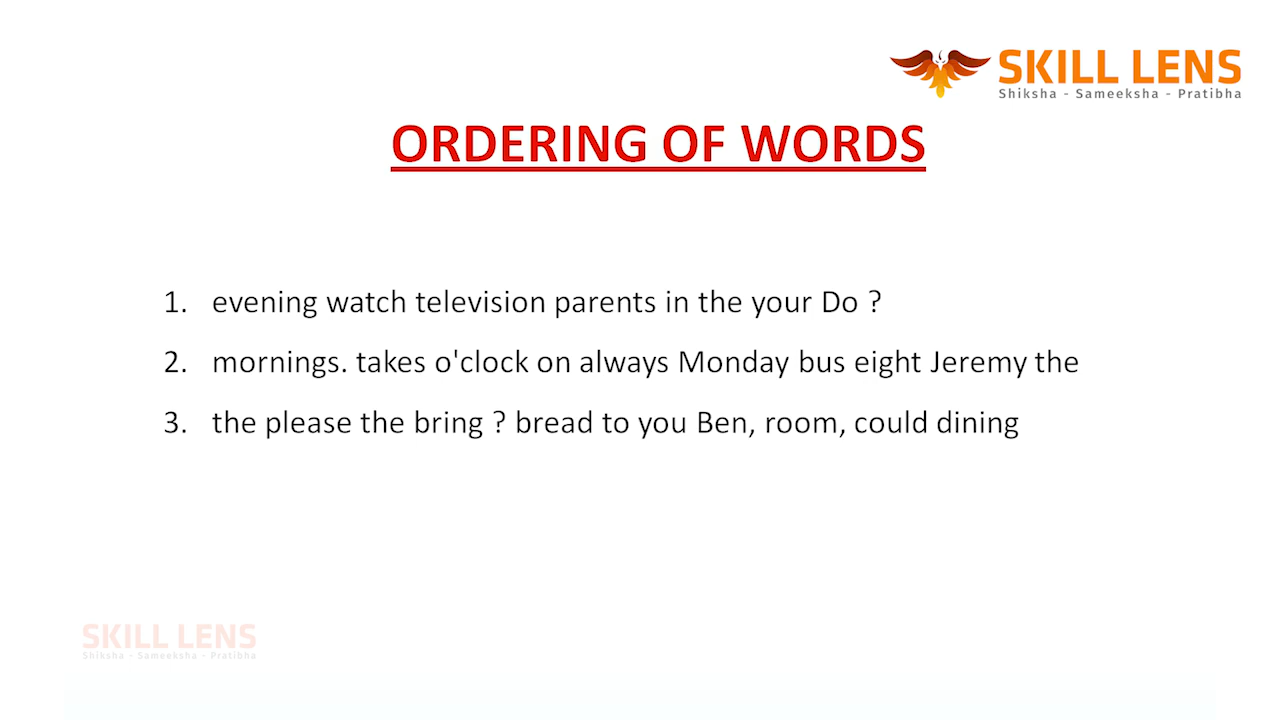 SKILL LENS
Shiksha - Sameeksha - Pratibha
ORDERING OF WORDS
1. evening watch television parents in the your Do ?
2. mornings. takes o'clock on always Monday bus eight Jeremy the
3. the please the bring ? bread to you Ben, room, could dining
SKILL LENS
Shiksha - Sameeksha - Pratibha